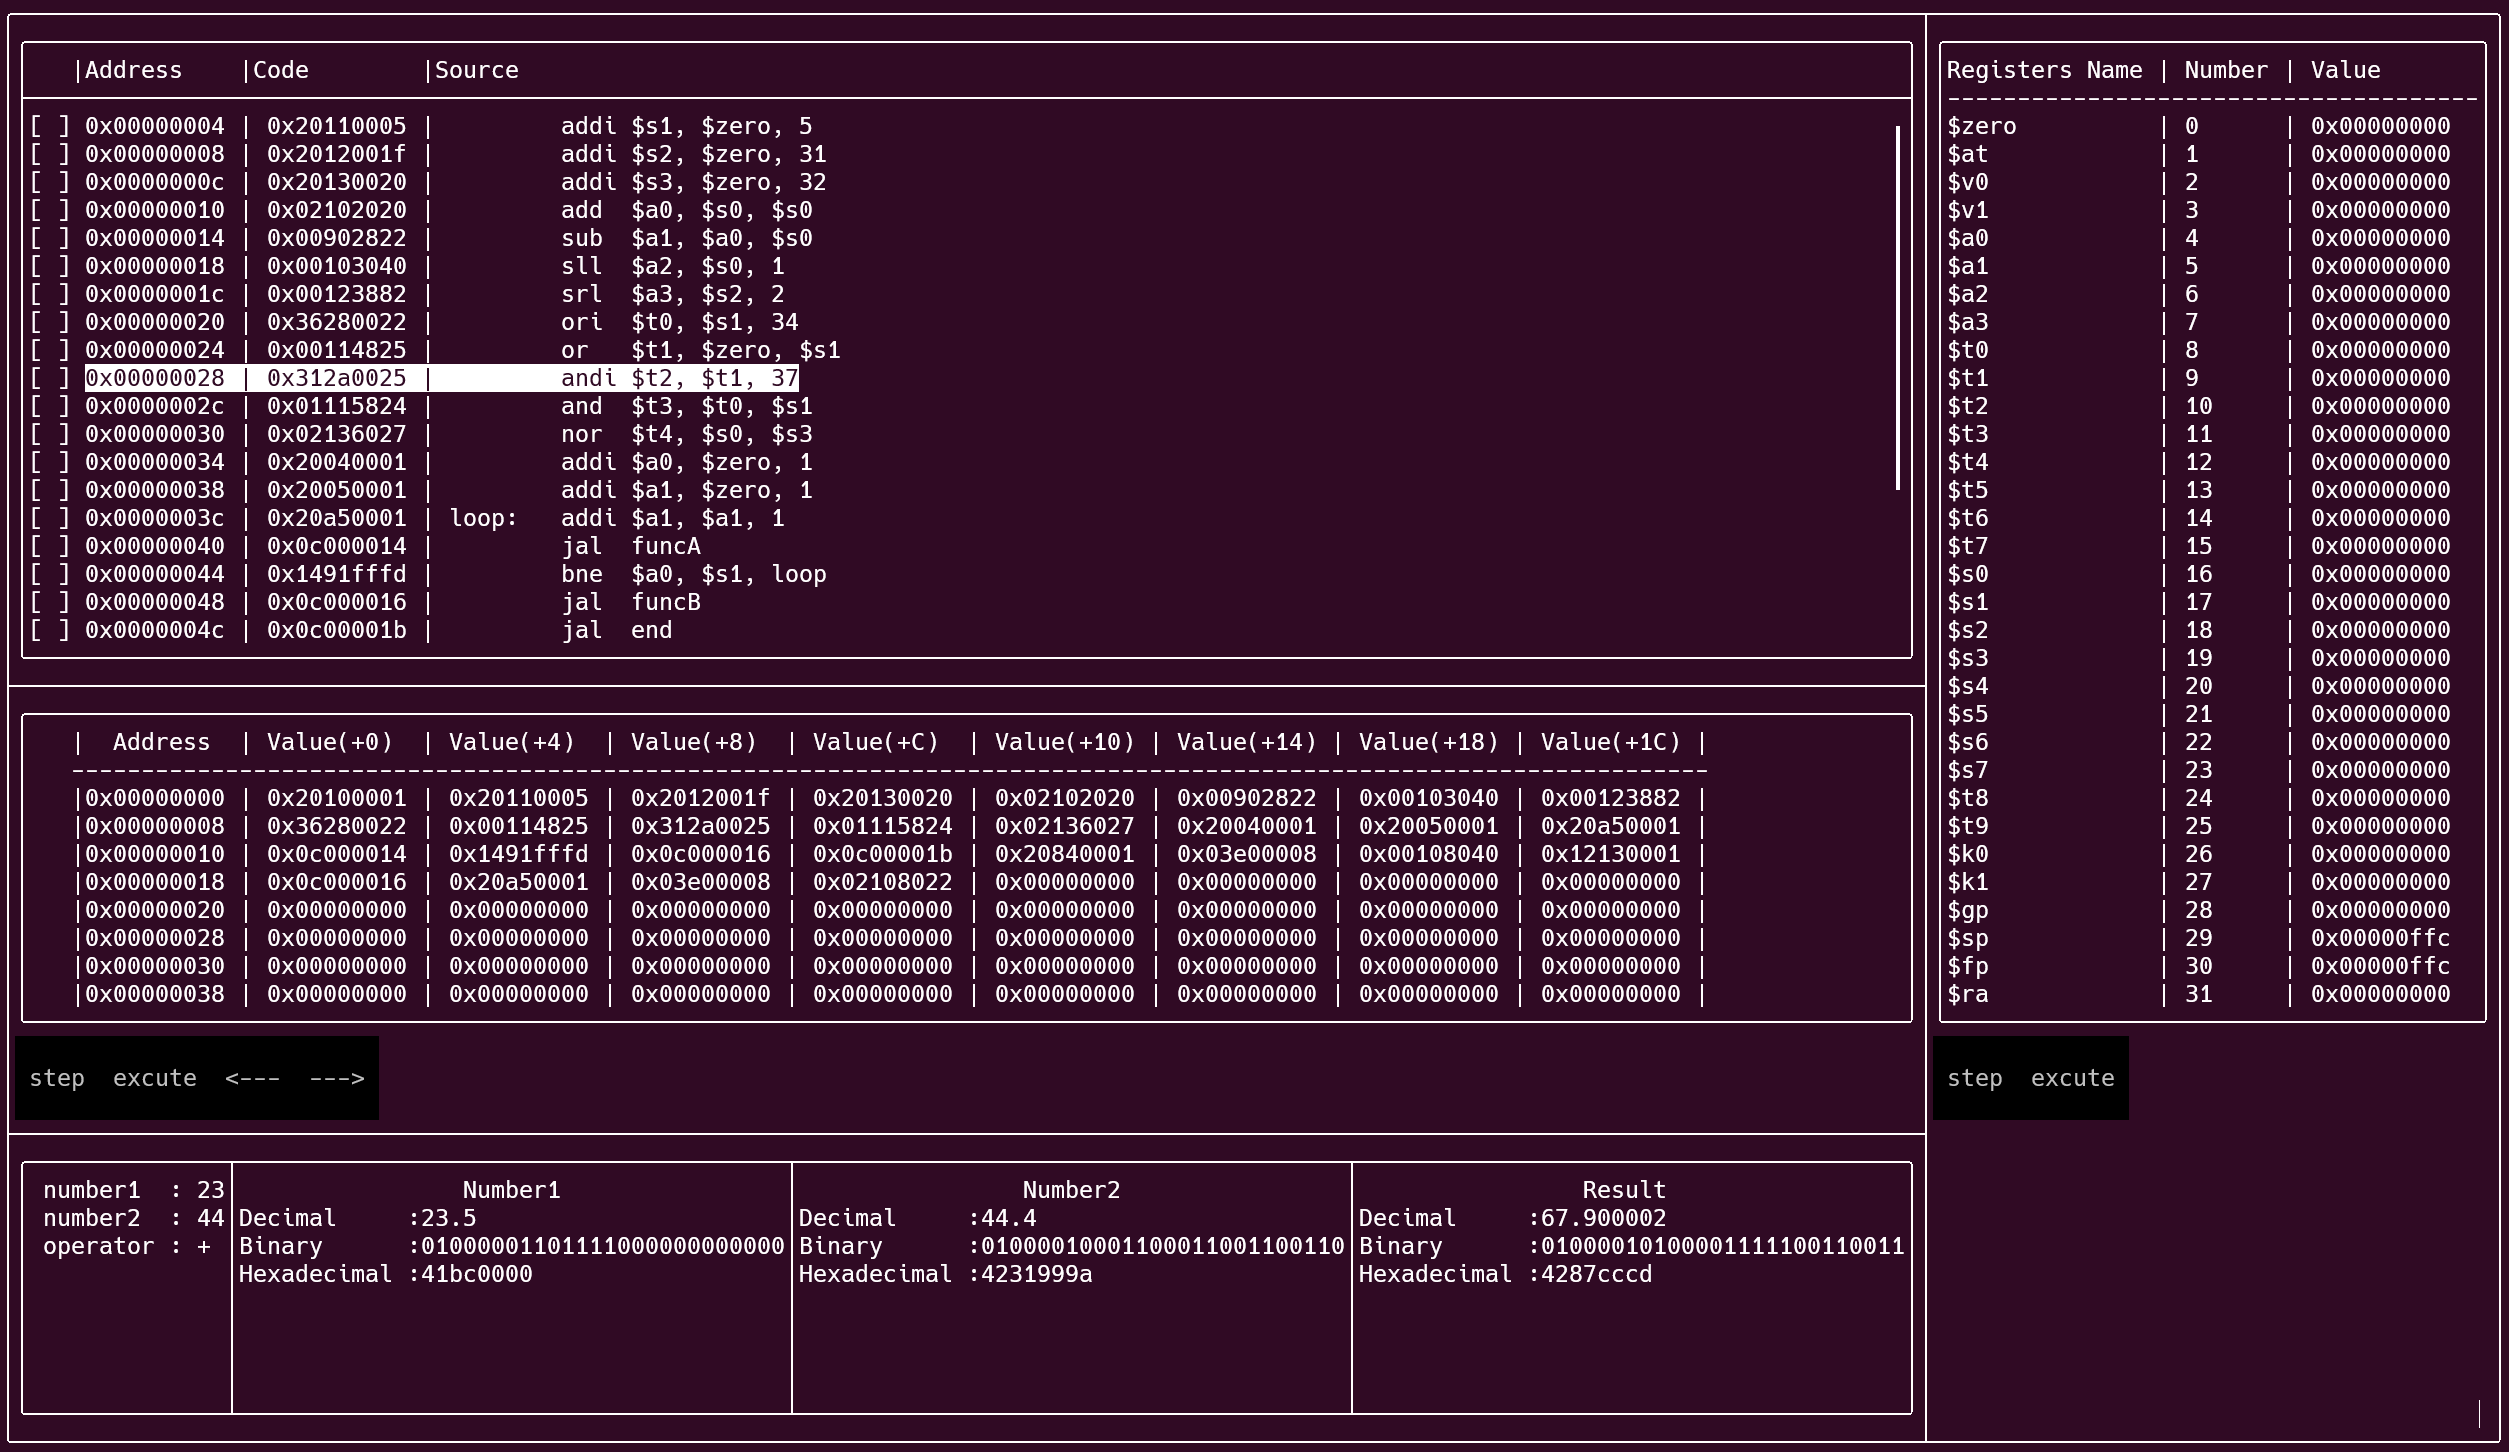 |Address |Code |Source
[ ] 0x00000004 | 0x20110005 | addi $s1, $zero, 5
[ ] 0x00000008 | 0x2012001f | addi $s2, $zero, 31
[ ] 0x0000000c | 0x20130020 | addi $s3, $zero, 32
[ ] 0x00000010 | 0x02102020 | add $a0, $s0, $s0
[ ] 0x00000014 | 0x00902822 | sub $a1, $a0, $s0
[ ] 0x00000018 | 0x00103040 | sll $a2, $s0, 1
[ ] 0x0000001c | 0x00123882 | srl $a3, $s2, 2
[ ] 0x00000020 | 0x36280022 | ori $t0, $s1, 34
[ ] 0x00000024 | 0x00114825 | or $t1, $zero, $s1
[ ] 0x00000028 | 0x312a0025 | andi $t2, $t1, 37
[ ] 0x0000002c | 0x01115824 | and $t3, $t0, $s1
[ ] 0x00000030 | 0x02136027 | nor $t4, $s0, $s3
[ ] 0x00000034 | 0x20040001 | addi $a0, $zero, 1
[ ] 0x00000038 | 0x20050001 | addi $a1, $zero, 1
[ ] 0x0000003c | 0x20a50001 | loop: addi $a1, $a1, 1
[ ] 0x00000040 | 0x0c000014 | jal funcA
[ ] 0x00000044 | 0x1491fffd | bne $a0, $s1, loop
[ ] 0x00000048 | 0x0c000016 | jal funcB
[ ] 0x0000004c | 0x0c00001b | jal end
| Address | Value(+0) | Value(+4) | Value(+8) | Value(+C) | Value(+10) | Value(+14) | Value(+18) | Value(+1C) |
|0x00000000 | 0x20100001 | 0x20110005 | 0x2012001f | 0x20130020 | 0x02102020 | 0x00902822 | 0x00103040 | 0x00123882 |
|0x00000008 | 0x36280022 | 0x00114825 | 0x312a0025 | 0x01115824 | 0x02136027 | 0x20040001 | 0x20050001 | 0x20a50001 |
|0x00000010 | 0x0c000014 | 0x1491fffd | 0x0c000016 | 0x0c00001b | 0x20840001 | 0x03e00008 | 0x00108040 | 0x12130001 |
|0x00000018 | 0x0c000016 | 0x20a50001 | 0x03e00008 | 0x02108022 | 0x00000000 | 0x00000000 | 0x00000000 | 0x00000000 |
|0x00000020 | 0x00000000 | 0x00000000 | 0x00000000 | 0x00000000 | 0x00000000 | 0x00000000 | 0x00000000 | 0x00000000 |
|0x00000028 | 0x00000000 | 0x00000000 | 0x00000000 | 0x00000000 | 0x00000000 | 0x00000000 | 0x00000000 | 0x00000000 |
|0x00000030 | 0x00000000 | 0x00000000 | 0x00000000 | 0x00000000 | 0x00000000 | 0x00000000 | 0x00000000 | 0x00000000 |
|0x00000038 | 0x00000000 | 0x00000000 | 0x00000000 | 0x00000000 | 0x00000000 | 0x00000000 | 0x00000000 | 0x00000000 |
step excute <--- --->
number1 : 23
number2 : 44
operator : +
Number1
Decimal :23.5
Binary :01000001101111000000000000
Hexadecimal :41bc0000
Number2
Decimal :44.4
Binary :01000010001100011001100110
Hexadecimal :4231999a
Result
Decimal :67.900002
Binary :01000010100001111100110011
Hexadecimal :4287cccd
Registers Name | Number | Value
$zero | 0 | 0x00000000
$at | 1 | 0x00000000
$v0 | 2 | 0x00000000
$v1 | 3 | 0x00000000
$a0 | 4 | 0x00000000
$a1 | 5 | 0x00000000
$a2 | 6 | 0x00000000
$a3 | 7 | 0x00000000
$t0 | 8 | 0x00000000
$t1 | 9 | 0x00000000
$t2 | 10 | 0x00000000
$t3 | 11 | 0x00000000
$t4 | 12 | 0x00000000
$t5 | 13 | 0x00000000
$t6 | 14 | 0x00000000
$t7 | 15 | 0x00000000
$s0 | 16 | 0x00000000
$s1 | 17 | 0x00000000
$s2 | 18 | 0x00000000
$s3 | 19 | 0x00000000
$s4 | 20 | 0x00000000
$s5 | 21 | 0x00000000
$s6 | 22 | 0x00000000
$s7 | 23 | 0x00000000
$t8 | 24 | 0x00000000
$t9 | 25 | 0x00000000
$k0 | 26 | 0x00000000
$k1 | 27 | 0x00000000
$gp | 28 | 0x00000000
$sp | 29 | 0x00000ffc
$fp | 30 | 0x00000ffc
$ra | 31 | 0x00000000
step excute